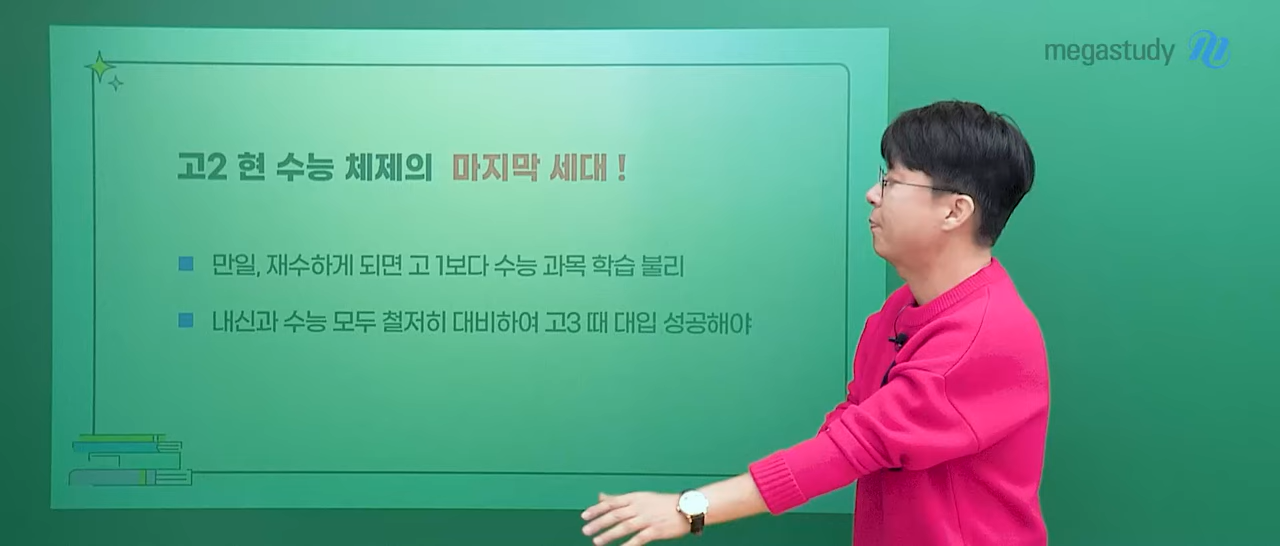 megastudy
고2 현 수능 체제의 마지막 세대 !
만일, 재수하게 되면 고 1보다 수능 과목 학습 불리
내신과 수능 모두 철저히 대비하여 고3 때 대입 성공해야